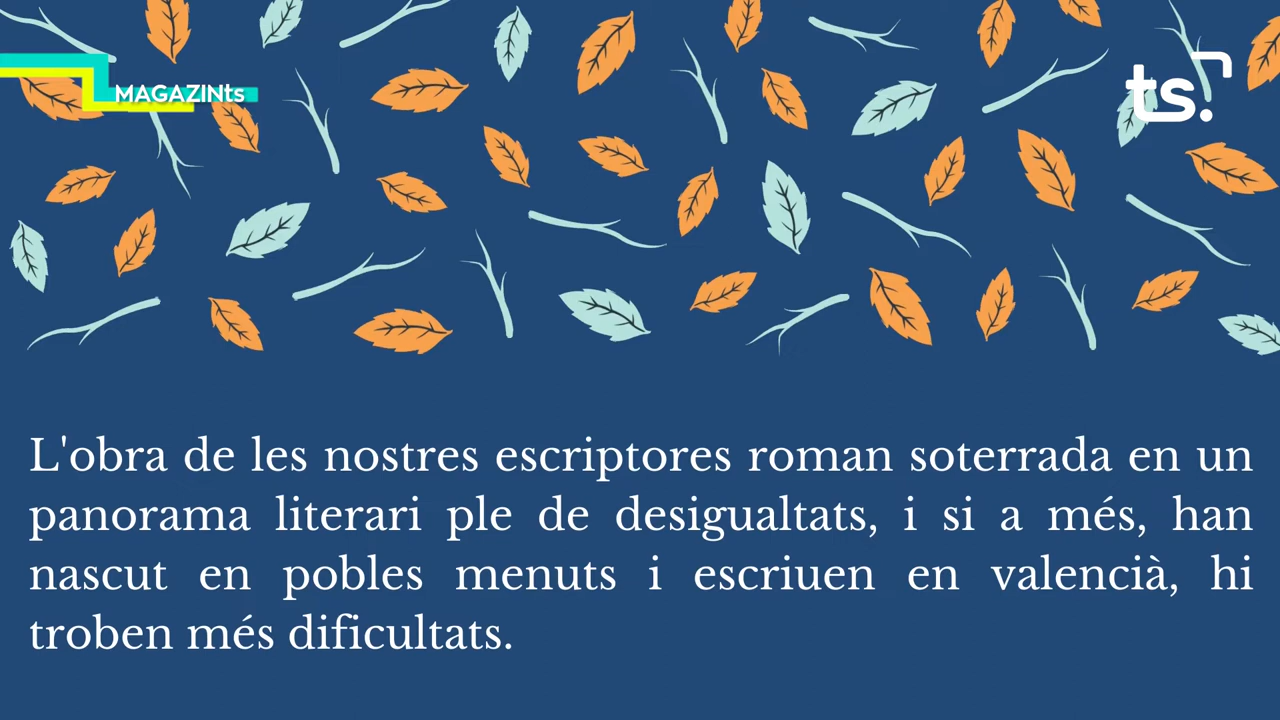 MAGAZINts
ts.
L'obra de les nostres escriptores roman soterrada en un
panorama literari ple de desigualtats, i si a més, han
nascut en pobles menuts i escriuen en valencià, hi
troben més dificultats.